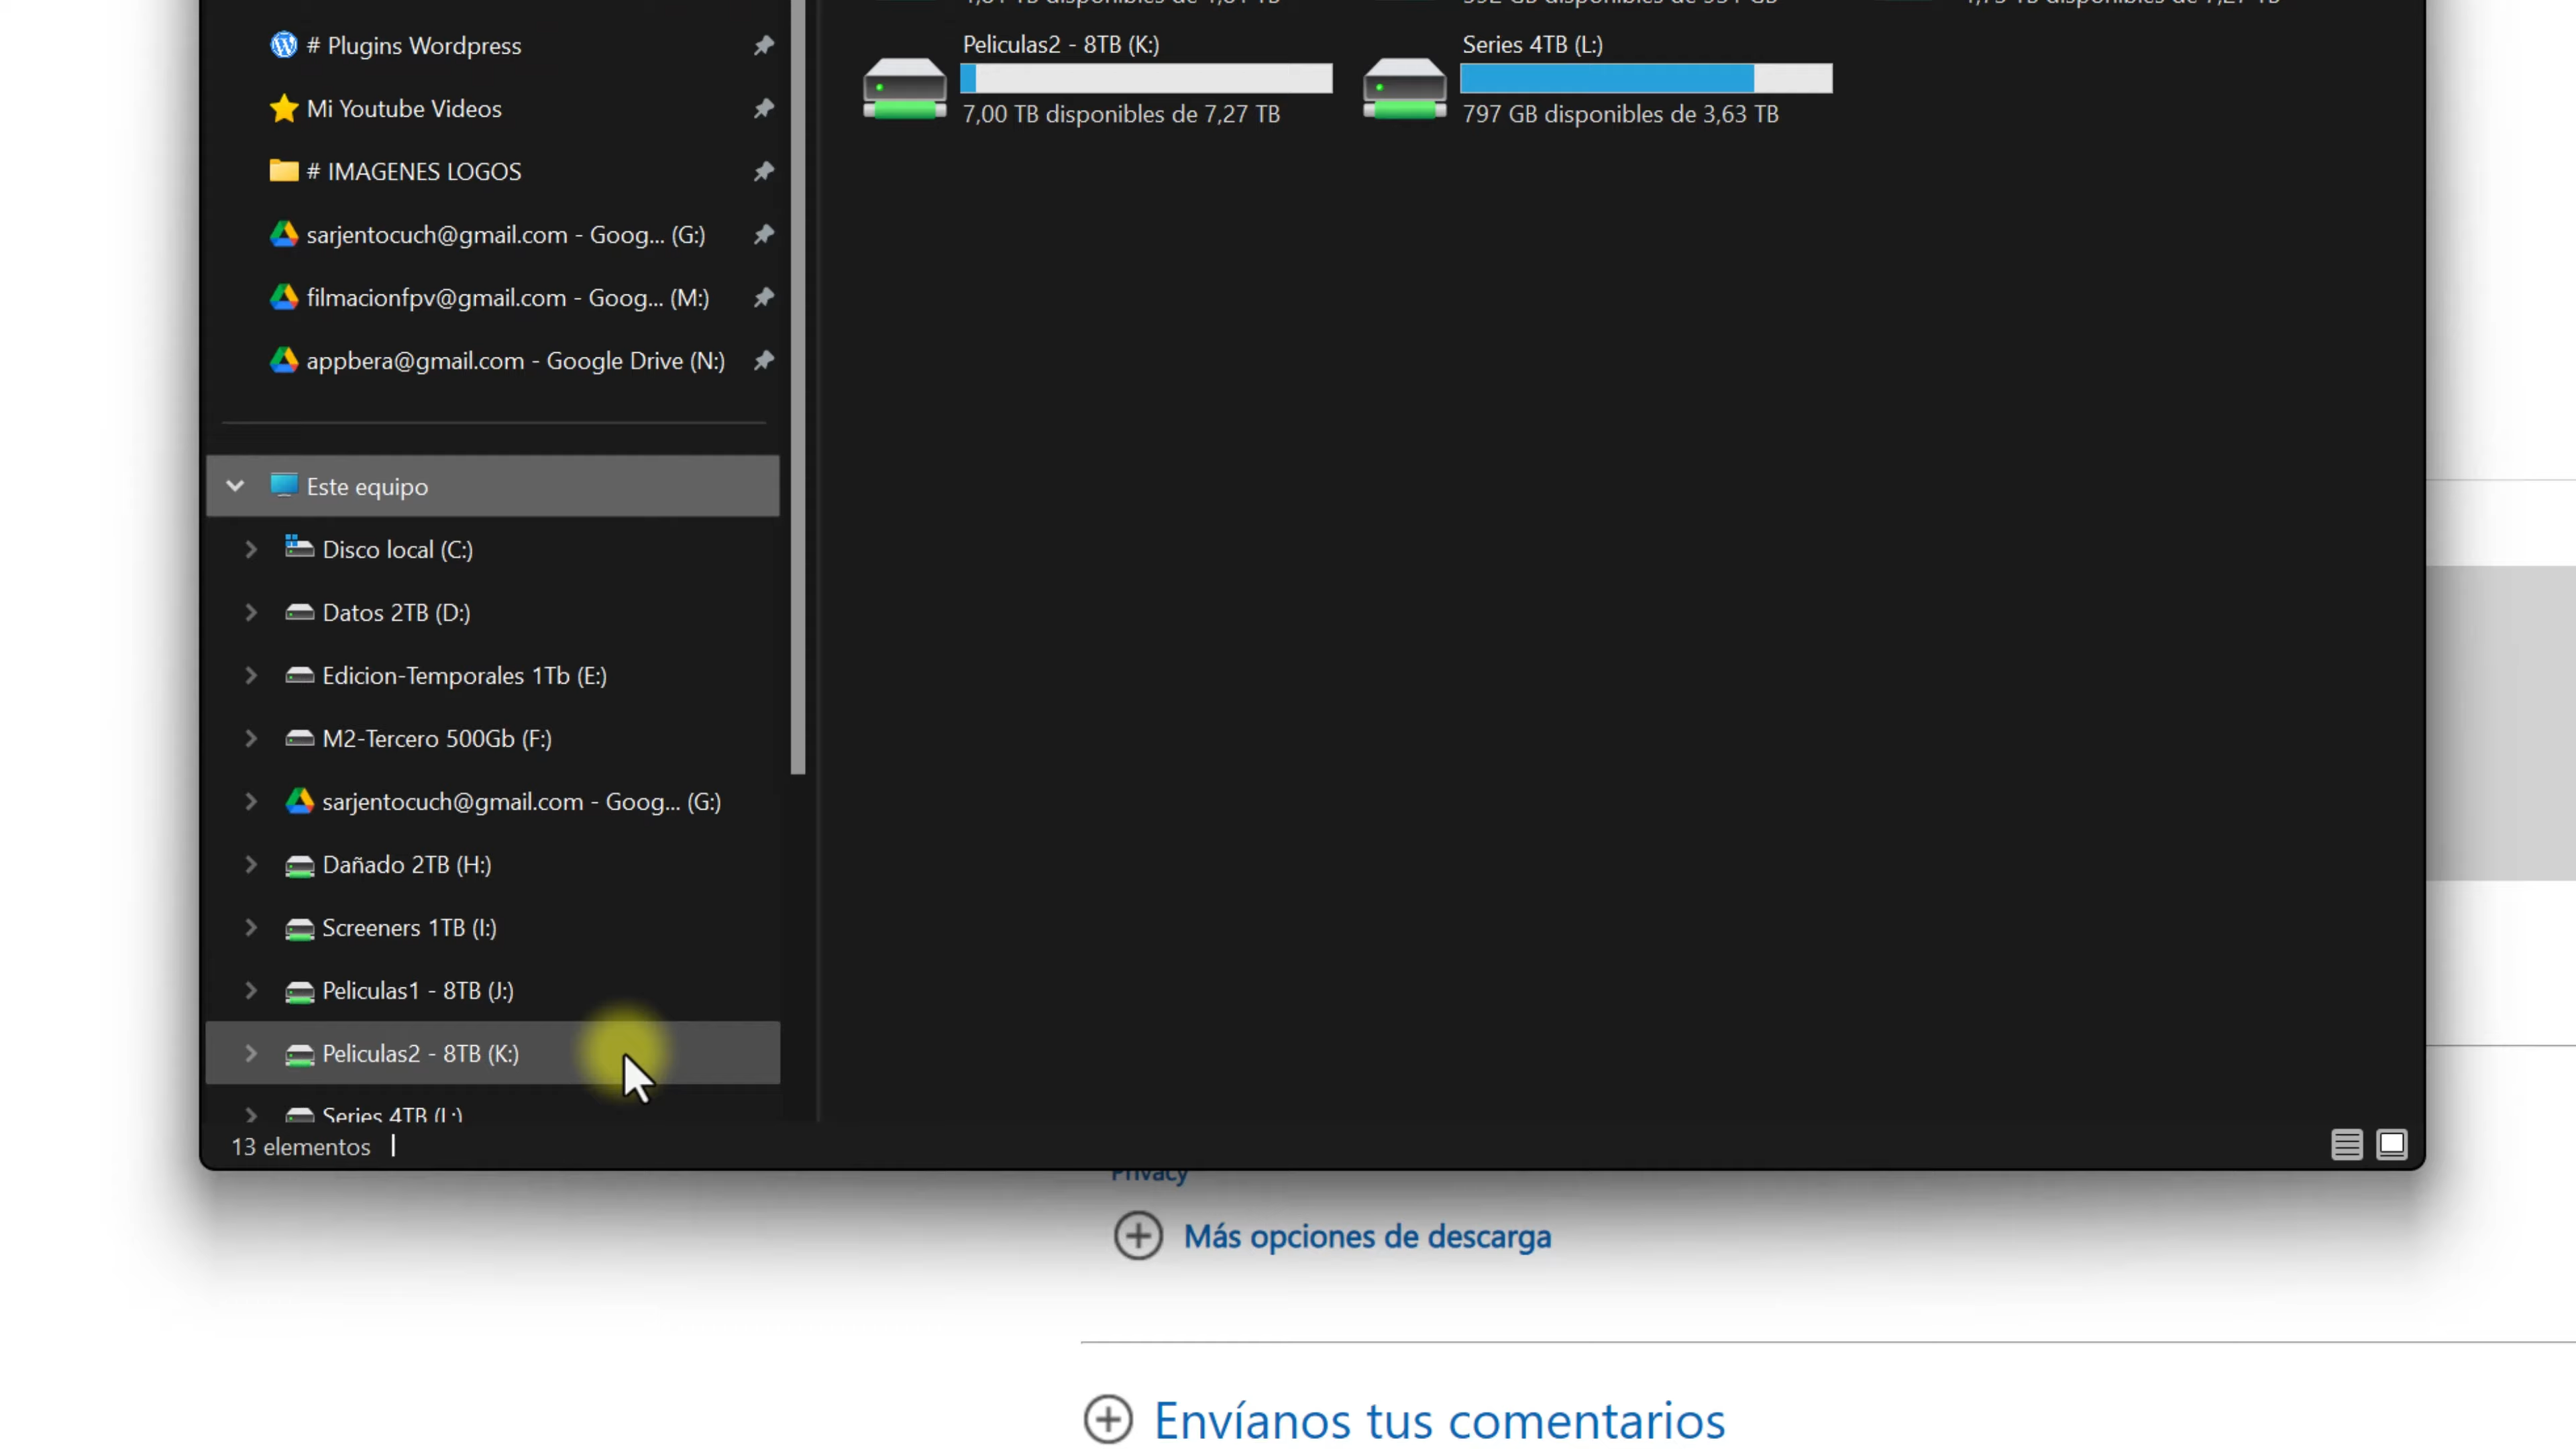 # Plugins Wordpress
Mi Youtube Videos
# IMAGENES LOGOS
sarjentocuch@gmail.com - Goog... (G:)
filmacionfpv@gmail.com - Goog... (M:)
appbera@gmail.com - Google Drive (N:)
Este equipo
Disco local (C:)
Datos 2TB (D:)
Edicion-Temporales 1Tb (E:)
M2-Tercero 500Gb (F:)
sarjentocuch@gmail.com - Goog... (G:)
Dañado 2TB (H:)
Screeners 1TB (I:)
Peliculas1 - 8TB (J:)
Peliculas2 - 8TB (K:)
Series 4TB (L:)
13 elementos
Peliculas2 - 8TB (K:)
7,00 TB disponibles de 7,27 TB
Series 4TB (L:)
797 GB disponibles de 3,63 TB
Privacy
Más opciones de descarga
Envíanos tus comentarios